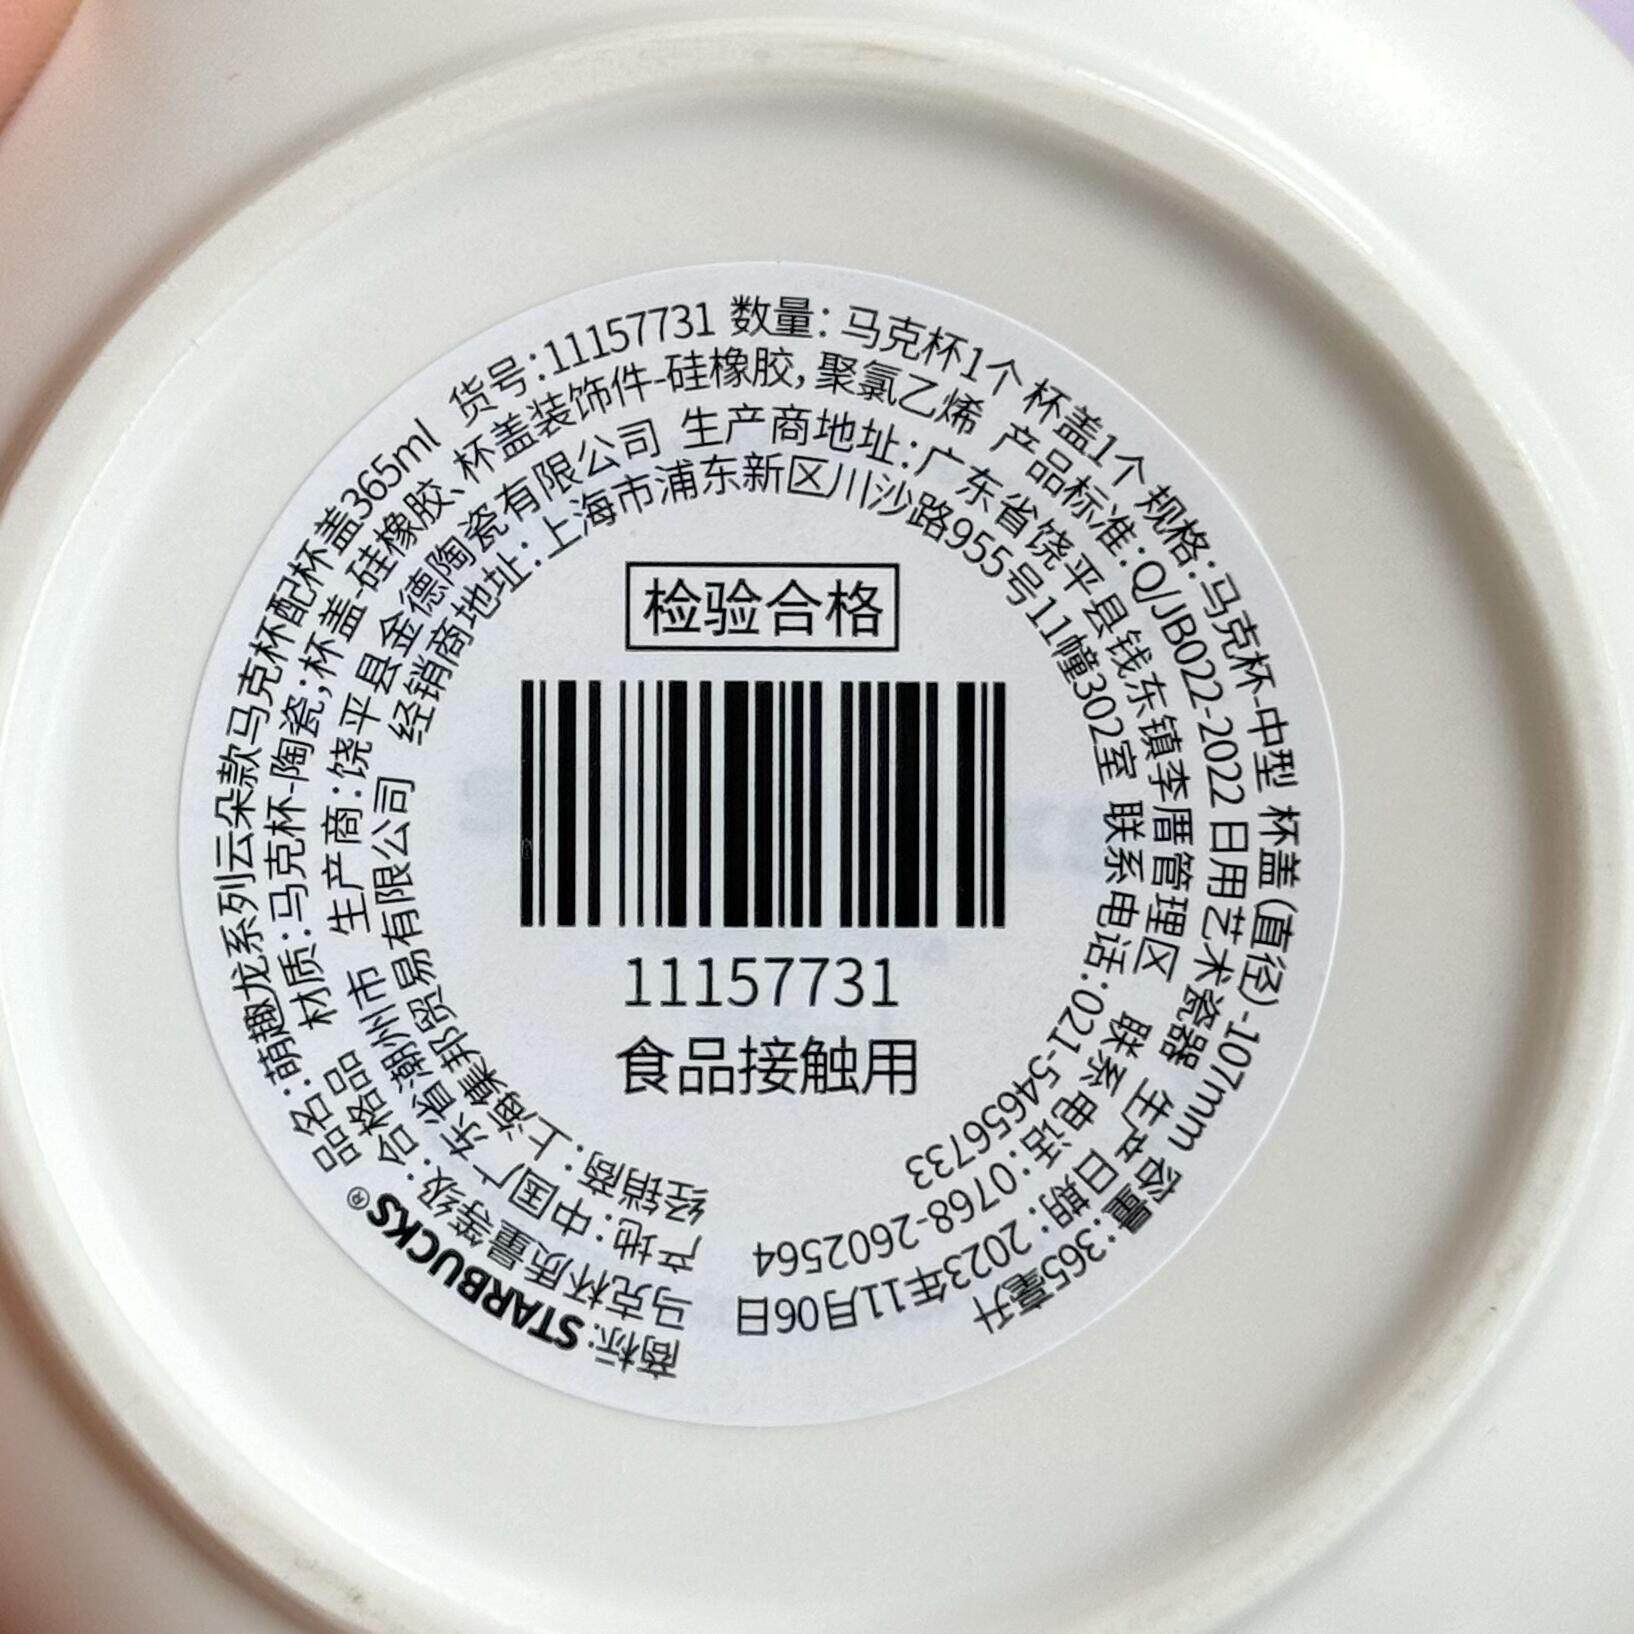 商标: STARBUCKS® 品名:萌趣龙系列云朵款马克杯配杯盖365ml 货号:11157731 数量: 马克杯1个 杯盖1个 规格:马克杯-中型 杯盖(直径)-107mm 容量:365毫升
马克杯质量等级:合格品 材质:马克杯-陶瓷;杯盖-硅橡胶、杯盖装饰件-硅橡胶,聚氯乙烯 产品标准:Q/JB022-2022 日用艺术瓷器 生产日期: 2023年11月06日
产地:中国广东省潮州市 生产商:饶平县金德陶瓷有限公司 生产商地址:广东省饶平县钱东镇李厝管理区 联系电话:0768-2602564
经销商:上海集邦贸易有限公司 经销商地址:上海市浦东新区川沙路955号11幢302室 联系电话:021-54656733
检验合格
11157731
食品接触用